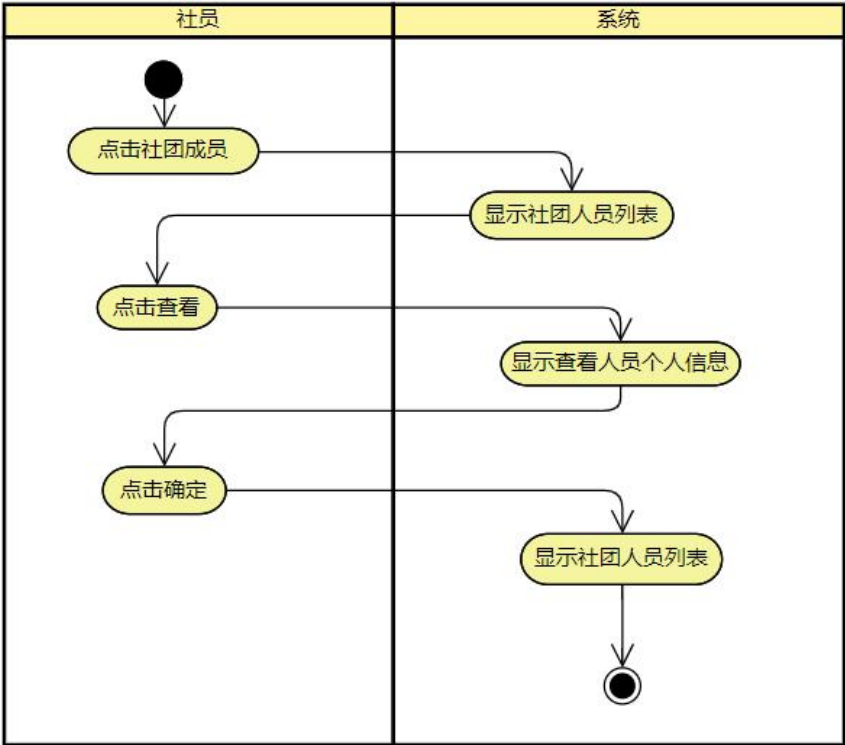 社员
系统
点击社团成员
显示社团人员列表
点击查看
显示查看人员个人信息
点击确定
显示社团人员列表